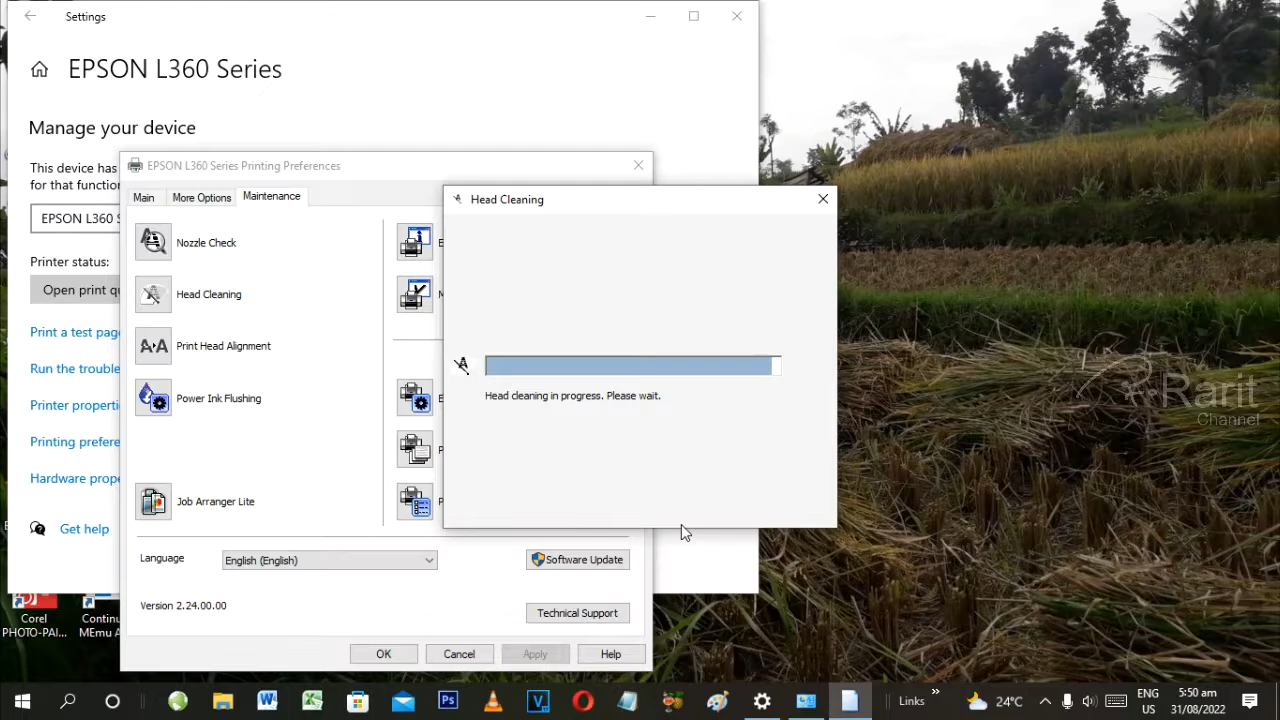 Settings
EPSON L360 Series
Manage your device
This device has
for that function
EPSON L360 S
Printer status:
Open print qu
Print a test page
Run the trouble
Printer properti
Printing prefere
Hardware prope
Get help
EPSON L360 Series Printing Preferences
Main
More Options
Maintenance
Nozzle Check
Head Cleaning
Print Head Alignment
Power Ink Flushing
Job Arranger Lite
Language
English (English)
Software Update
Version 2.24.00.00
Technical Support
OK
Cancel
Apply
Help
Head Cleaning
Head cleaning in progress. Please wait.
Rarit
Channel
Corel
PHOTO-PAI...
Continu
MEmu A
Links
24°C
ENG
US
5:50 am
31/08/2022